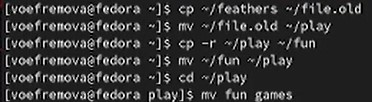 [voefremova@fedora ~]$ cp ~/feathers ~/file.old
[voefremova@fedora ~]$ mv ~/file.old ~/play
[voefremova@fedora ~]$ cp -r ~/play ~/fun
[voefremova@fedora ~]$ mv ~/fun ~/play
[voefremova@fedora ~]$ cd ~/play
[voefremova@fedora play]$ mv fun games